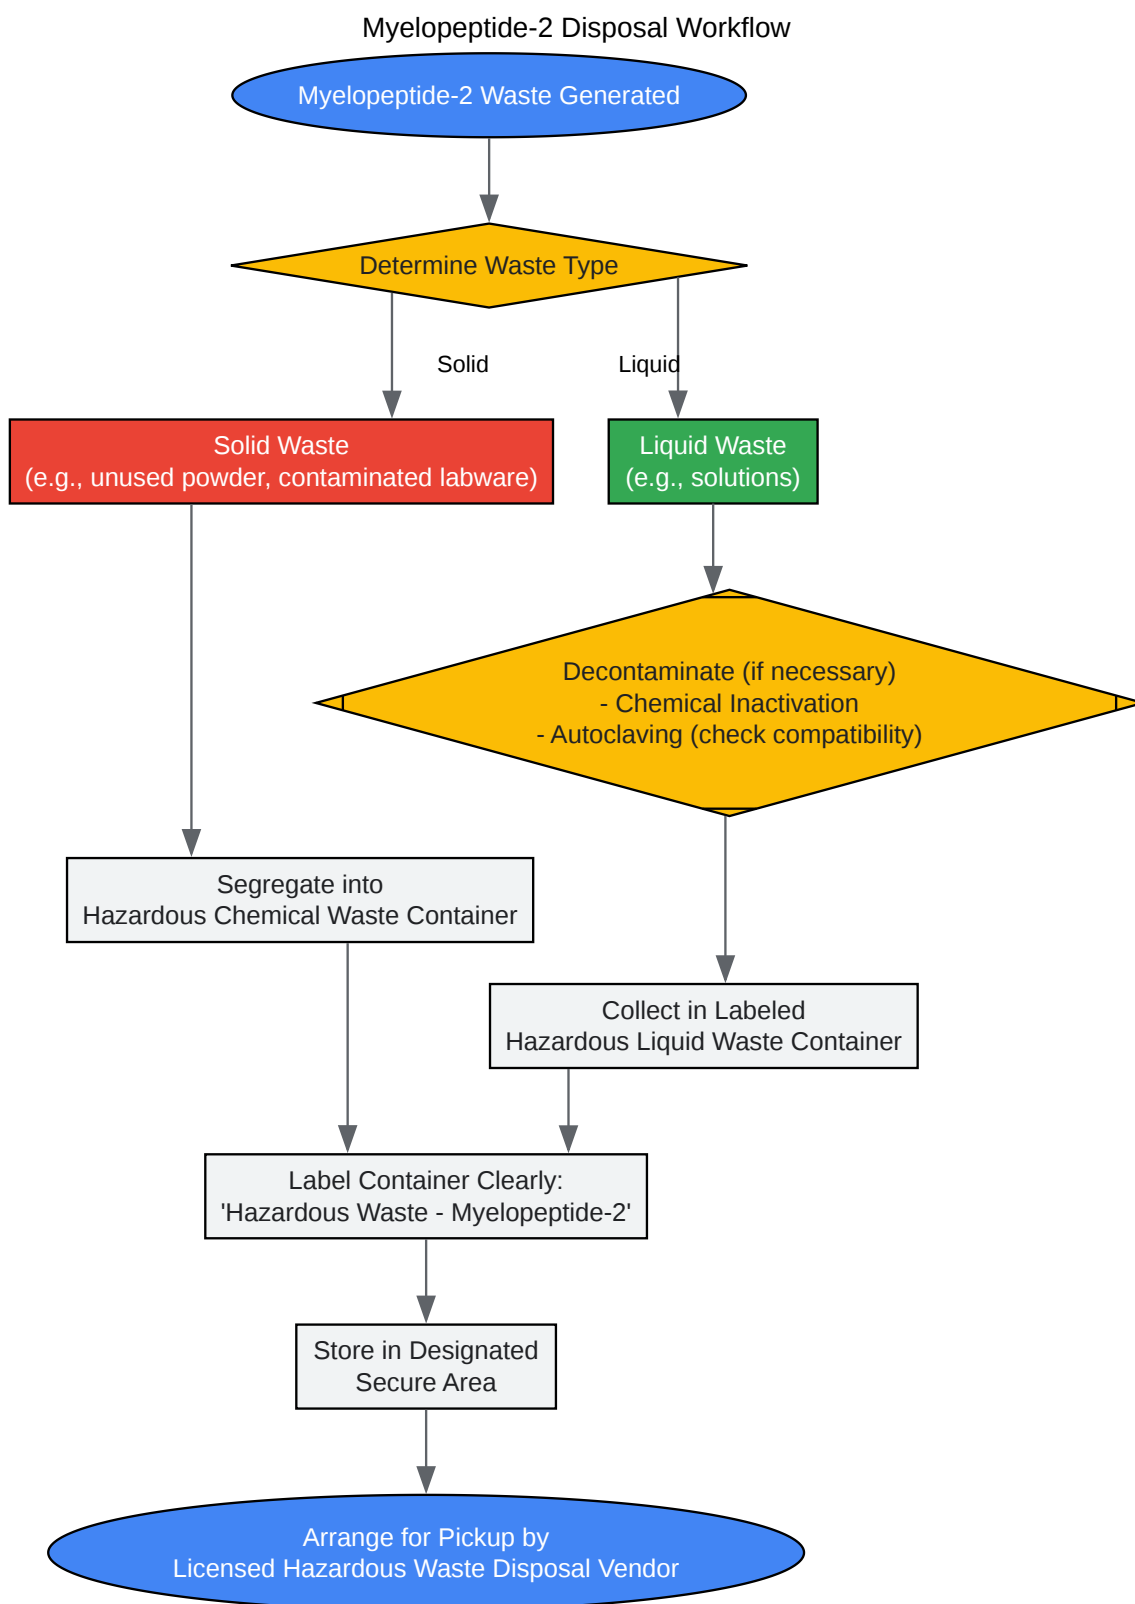 Myelopeptide-2 Disposal Workflow
Myelopeptide-2 Waste Generated
Determine Waste Type
Solid
Liquid
Solid Waste
(e.g., unused powder, contaminated labware)
Liquid Waste
(e.g., solutions)
Decontaminate (if necessary)
- Chemical Inactivation
- Autoclaving (check compatibility)
Segregate into
Hazardous Chemical Waste Container
Collect in Labeled
Hazardous Liquid Waste Container
Label Container Clearly:
'Hazardous Waste - Myelopeptide-2'
Store in Designated
Secure Area
Arrange for Pickup by
Licensed Hazardous Waste Disposal Vendor